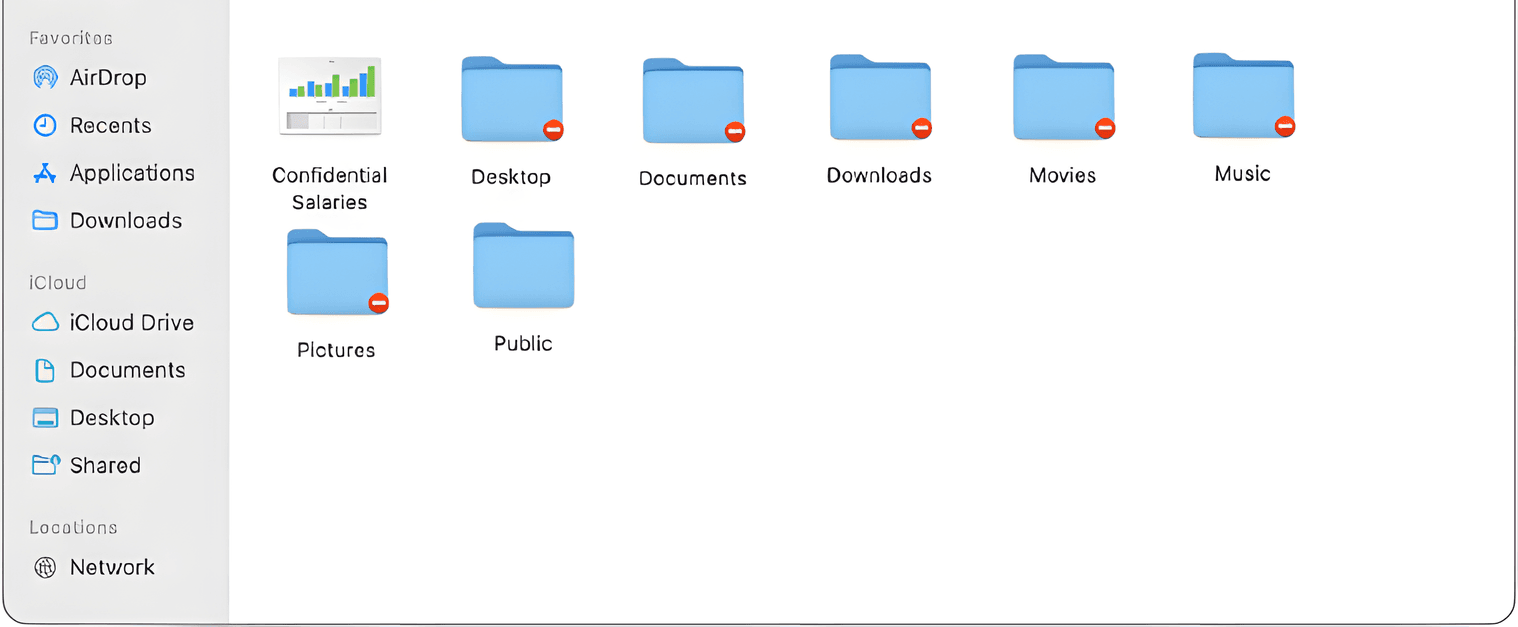 Favorites
AirDrop
Recents
Applications
Downloads
iCloud
iCloud Drive
Documents
Desktop
Shared
Locations
Network
Confidential
Salaries
Desktop
Documents
Downloads
Movies
Music
Pictures
Public